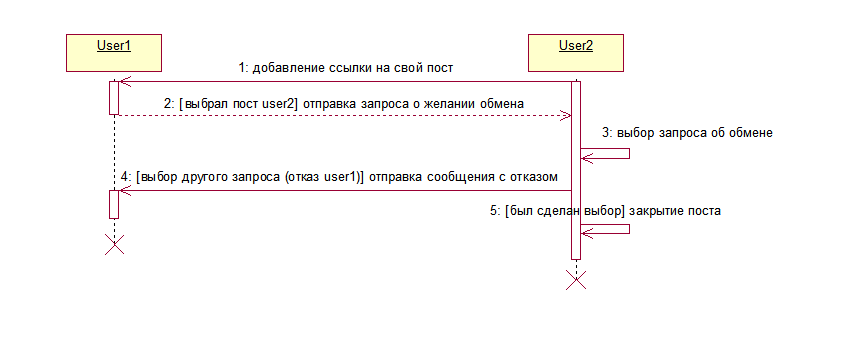 User1
User2
1: добавление ссылки на свой пост
2: [выбрал пост user2] отправка запроса о желании обмена
3: выбор запроса об обмене
4: [выбор другого запроса (отказ user1)] отправка сообщения с отказом
5: [был сделан выбор] закрытие поста